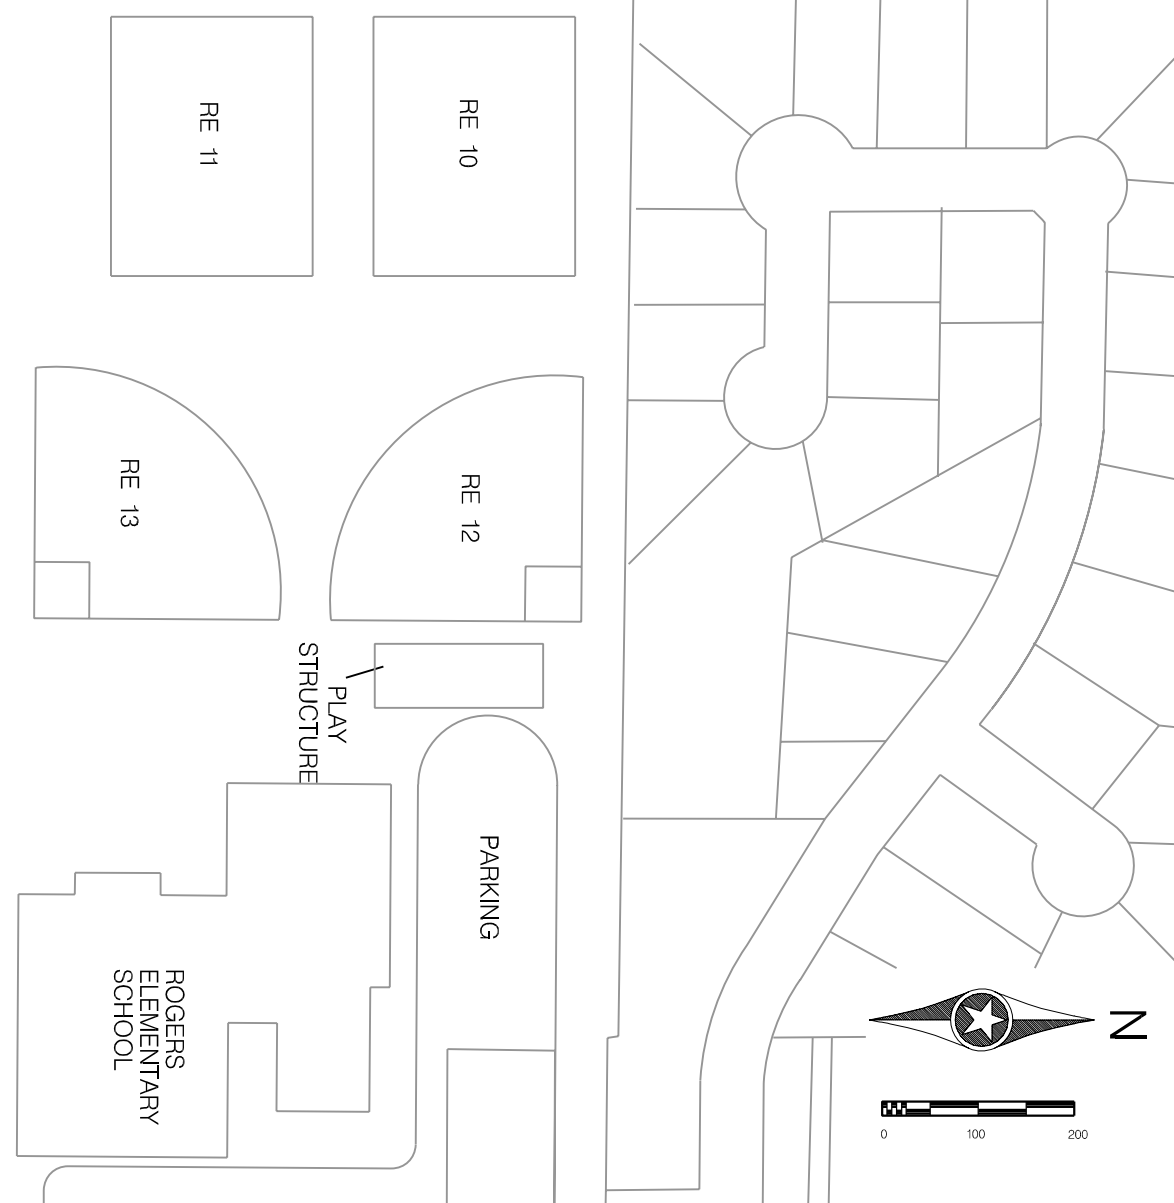 RE 11
RE 10
RE 13
RE 12
PLAY
STRUCTURE
PARKING
ROGERS
ELEMENTARY
SCHOOL
N
0 100 200